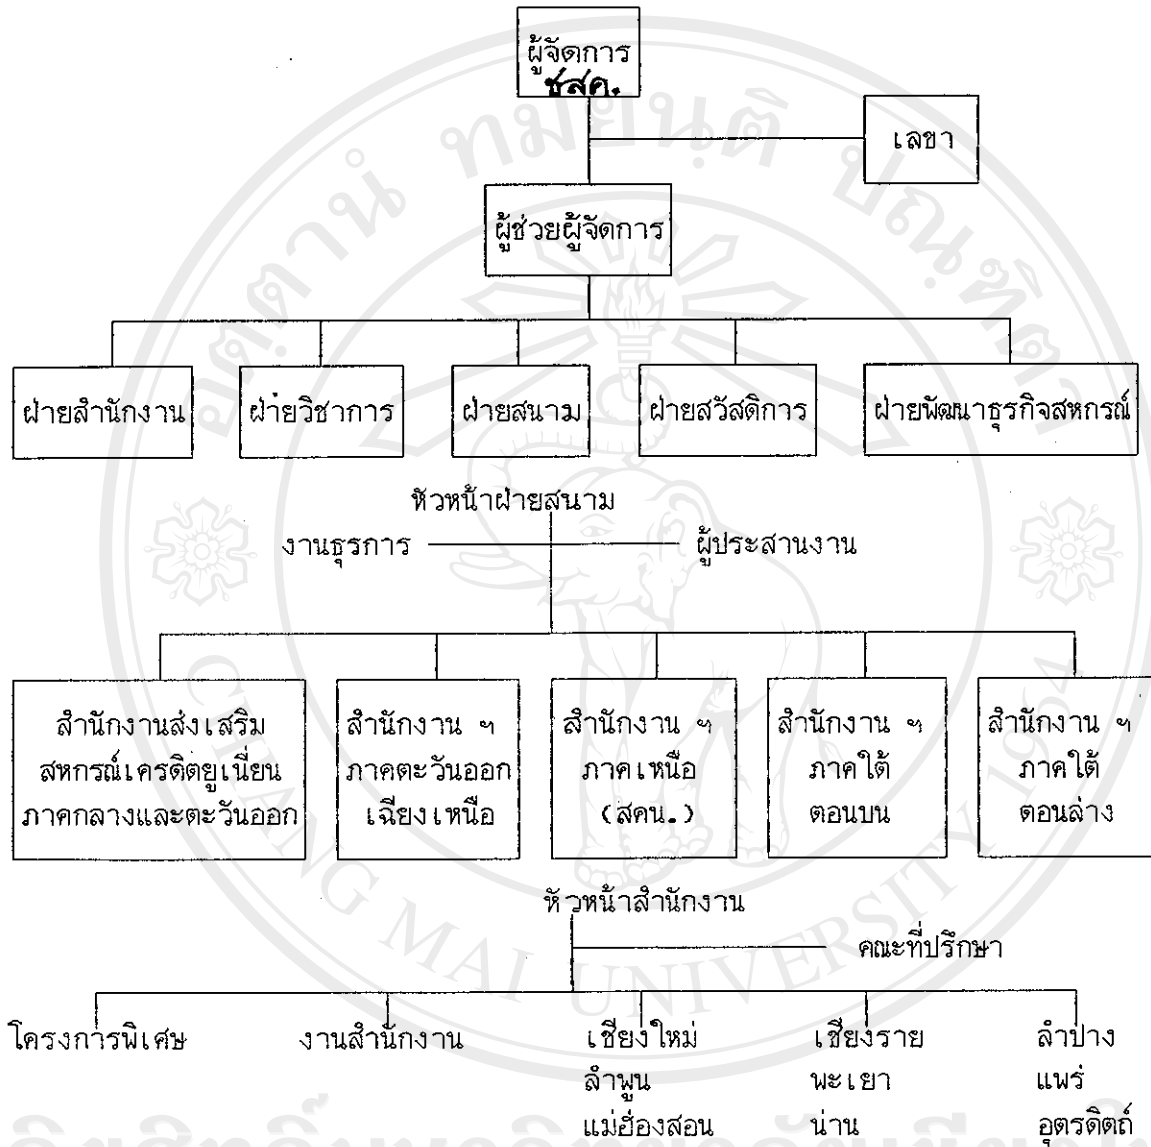 ผู้จัดการ
ชสค.
เลขา
ผู้ช่วยผู้จัดการ
ฝ่ายสำนักงาน
ฝ่ายวิชาการ
ฝ่ายสนาม
ฝ่ายสวัสดิการ
ฝ่ายพัฒนาธุรกิจสหกรณ์
หัวหน้าฝ่ายสนาม
งานธุรการ
ผู้ประสานงาน
สำนักงานส่งเสริม
สหกรณ์เครดิตยูเนี่ยน
ภาคกลางและตะวันออก
สำนักงาน ฯ
ภาคตะวันออก
เฉียงเหนือ
สำนักงาน ฯ
ภาคเหนือ
(สคน.)
สำนักงาน ฯ
ภาคใต้
ตอนบน
สำนักงาน ฯ
ภาคใต้
ตอนล่าง
หัวหน้าสำนักงาน
คณะที่ปรึกษา
โครงการพิเศษ
งานสำนักงาน
เชียงใหม่
ลำพูน
แม่ฮ่องสอน
เชียงราย
พะเยา
น่าน
ลำปาง
แพร่
อุตรดิตถ์
CHIANG MAI UNIVERSITY 1964